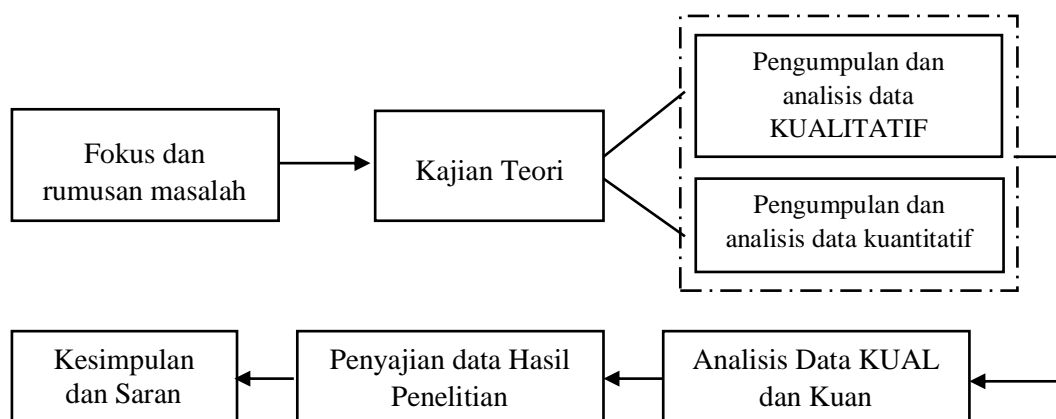 Fokus dan
rumusan masalah
Kajian Teori
Pengumpulan dan
analisis data
KUALITATIF
Pengumpulan dan
analisis data kuantitatif
Analisis Data KUAL
dan Kuan
Penyajian data Hasil
Penelitian
Kesimpulan
dan Saran